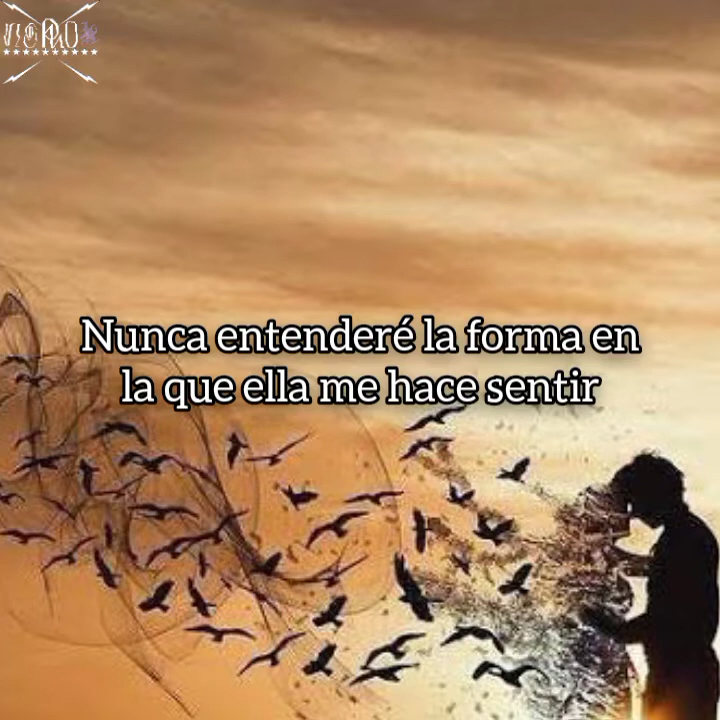 Nunca entenderé la forma en
la que ella me hace sentir